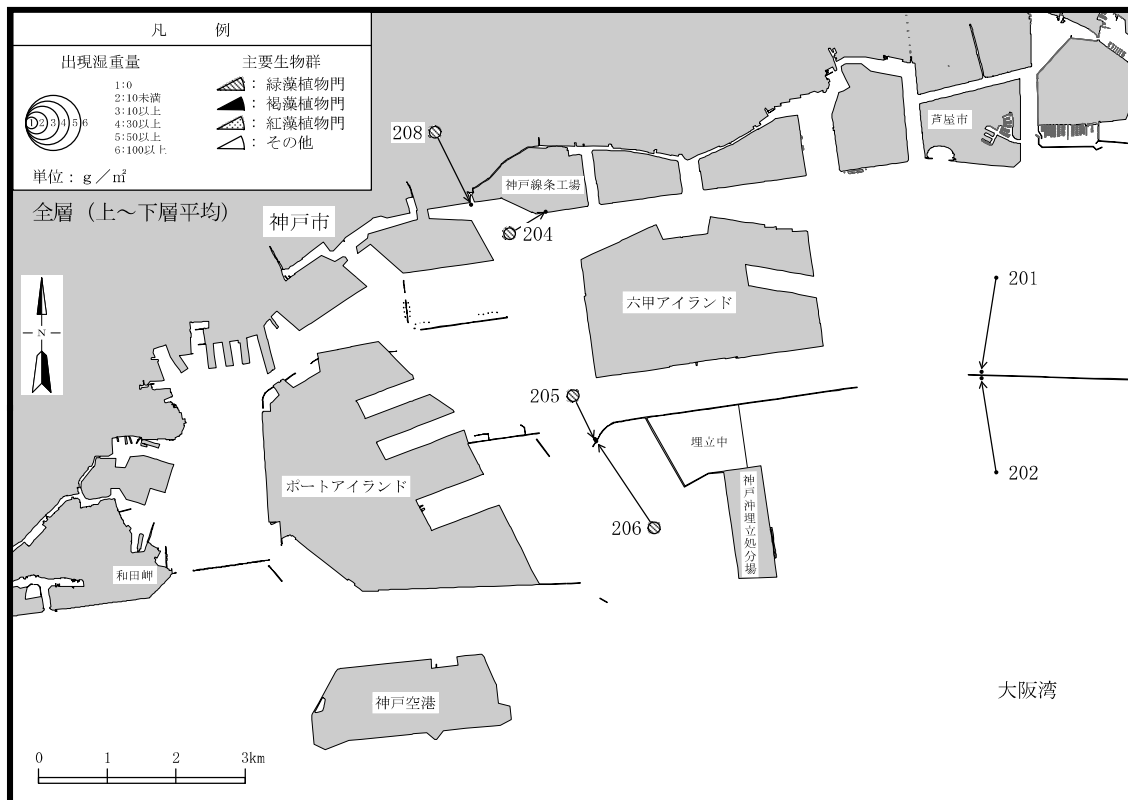 凡 例
出現湿重量
1:0
2:10未満
3:10以上
4:30以上
5:50以上
6:100以上
1 2 3 4 5 6
単位：ｇ／㎡
主要生物群
： 緑藻植物門
： 褐藻植物門
： 紅藻植物門
： その他
全層（上～下層平均）
神戸市
208
神戸線条工場
204
芦屋市
六甲アイランド
201
N
205
埋立中
202
ポートアイランド
神戸沖埋立処分場
206
和田岬
神戸空港
大阪湾
0 1 2 3km